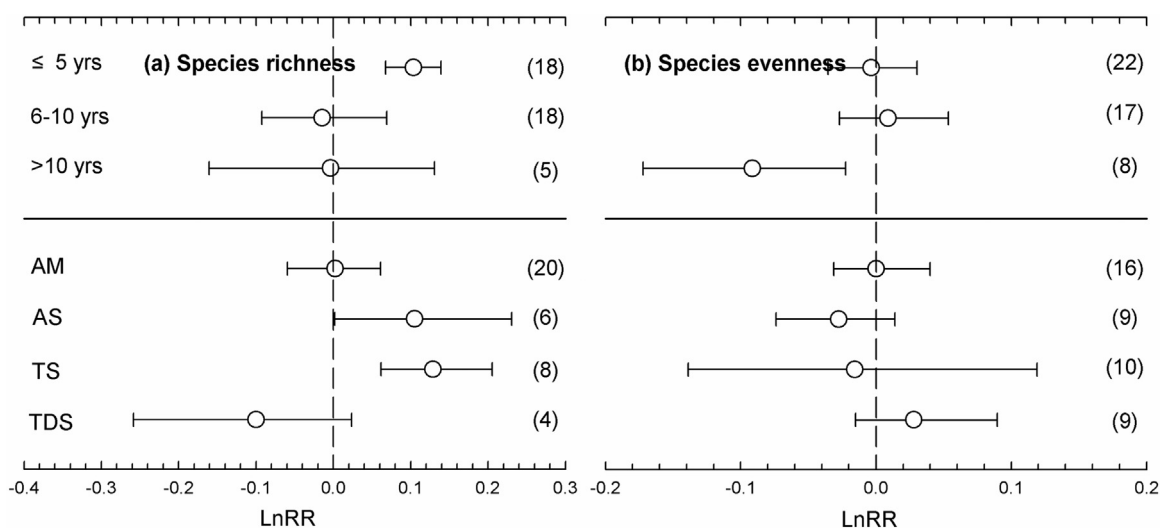 ≤ 5 yrs (a) Species richness (18)
6-10 yrs (18)
>10 yrs (5)
AM (20)
AS (6)
TS (8)
TDS (4)
-0.4 -0.3 -0.2 -0.1 0.0 0.1 0.2 0.3
LnRR
(b) Species evenness (22)
(17)
(8)
(16)
(9)
(10)
(9)
-0.2 -0.1 0.0 0.1 0.2
LnRR